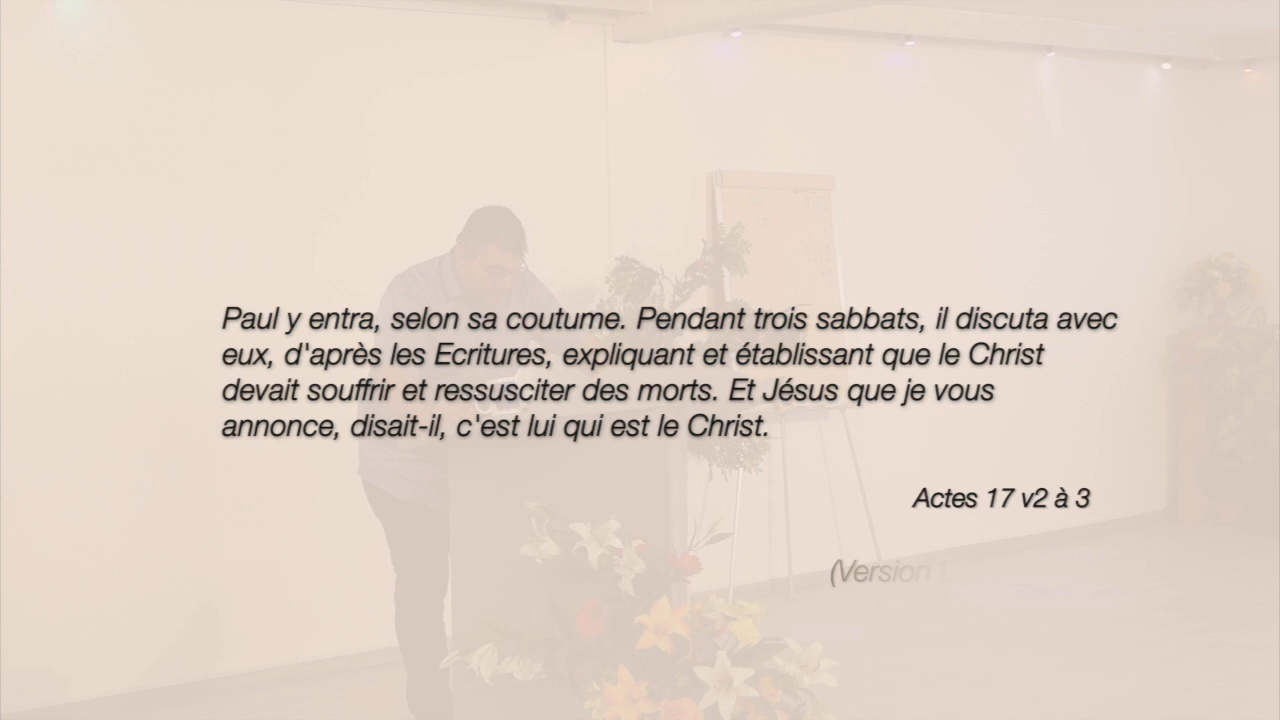 Paul y entra, selon sa coutume. Pendant trois sabbats, il discuta avec
eux, d'après les Ecritures, expliquant et établissant que le Christ
devait souffrir et ressusciter des morts. Et Jésus que je vous
annonce, disait-il, c'est lui qui est le Christ.
Actes 17 v2 à 3
(Version